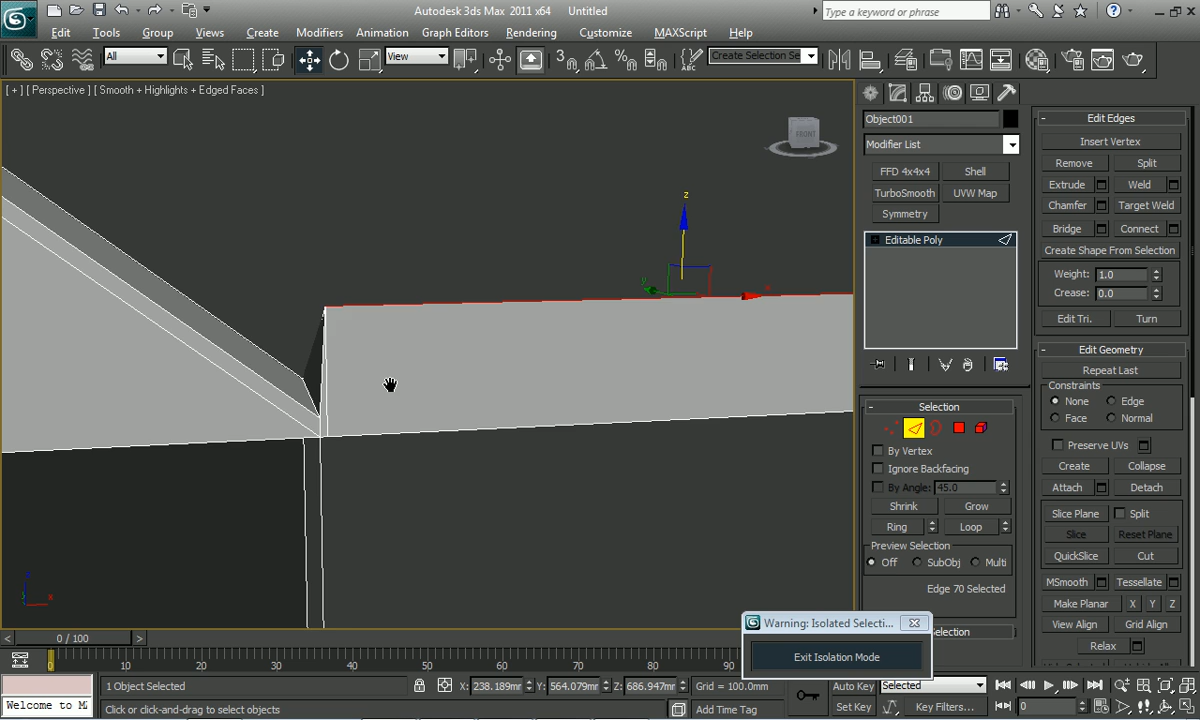 Autodesk 3ds Max 2011 x64 Untitled
Type a keyword or phrase
Edit Tools Group Views Create Modifiers Animation Graph Editors Rendering Customize MAXScript Help
All View Create Selection Se
[ + ] [ Perspective ] [ Smooth + Highlights + Edged Faces ]
FRONT
z
x
Object001
Modifier List
FFD 4x4x4 Shell
TurboSmooth UVW Map
Symmetry
Editable Poly
Selection
By Vertex
Ignore Backfacing
By Angle: 45.0
Shrink Grow
Ring Loop
Preview Selection
Off SubObj Multi
Edge 70 Selected
Edit Edges
Insert Vertex
Remove Split
Extrude Weld
Chamfer Target Weld
Bridge Connect
Create Shape From Selection
Weight: 1.0
Crease: 0.0
Edit Tri. Turn
Edit Geometry
Repeat Last
Constraints
None Edge
Face Normal
Preserve UVs
Create Collapse
Attach Detach
Slice Plane Split
Slice Reset Plane
QuickSlice Cut
MSmooth Tessellate
Make Planar X Y Z
View Align Grid Align
Relax
Warning: Isolated Selecti...
Exit Isolation Mode
0 / 100
0 10 20 30 40 50 60 70 80 90
1 Object Selected X: 238.189mr Y: 564.079mr Z: 686.947mr Grid = 100.0mm Auto Key Selected
Welcome to M Click or click-and-drag to select objects Add Time Tag Set Key Key Filters... 0